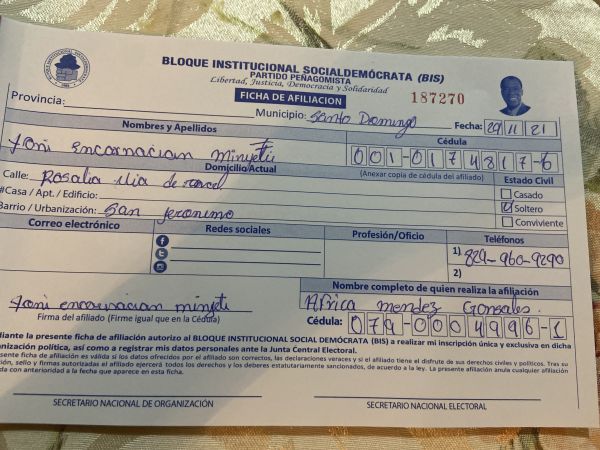 BLOQUE INSTITUCIONAL SOCIALDEMÓCRATA (BIS)
PARTIDO PEÑAGOMISTA
Libertad, Justicia, Democracia y Solidaridad
FICHA DE AFILIACION
187270
Provincia:
Municipio: Santo Domingo
Fecha: 29/11/21
Nombres y Apellidos
Cédula
Joni encarnacian minyeti
001-0174817-6
Domicilio Actual
(Anexar copia de cédula del afiliado)
Estado Civil
Calle: Rosalia
#Casa / Apt. / Edificio:
Casado
Soltero
Barrio / Urbanización: San Jeronimo
Conviviente
Correo electrónico
Redes sociales
Profesión/Oficio
Teléfonos
1) 829-960-9290
2)
Nombre completo de quien realiza la afiliación
Joni encarnacian minyeti
Africa mendez Gonsales.
Firma del afiliado (Firme igual que en la Cédula)
Cédula: 079-0004996-1
diante la presente ficha de afiliación autorizo al BLOQUE INSTITUCIONAL SOCIAL DEMÓCRATA (BIS) a realizar mi inscripción única y exclusiva en dicha
anización política, así como a registrar mis datos personales ante la Junta Central Electoral.
esente ficha de afiliación es válida si los datos ofrecidos por el afiliado son correctos, las declaraciones veraces y si el afiliado tiene el disfrute de sus derechos civiles y políticos. Tras su
ción, sello y firmas autorizadas el afiliado ejercerá todos los derechos y los deberes estatutariamente sancionados, de acuerdo a la ley. La presente afiliación anula cualquier afiliación
da con anterioridad a la fecha que aparece en esta ficha.
SECRETARIO NACIONAL DE ORGANIZACIÓN
SECRETARIO NACIONAL ELECTORAL